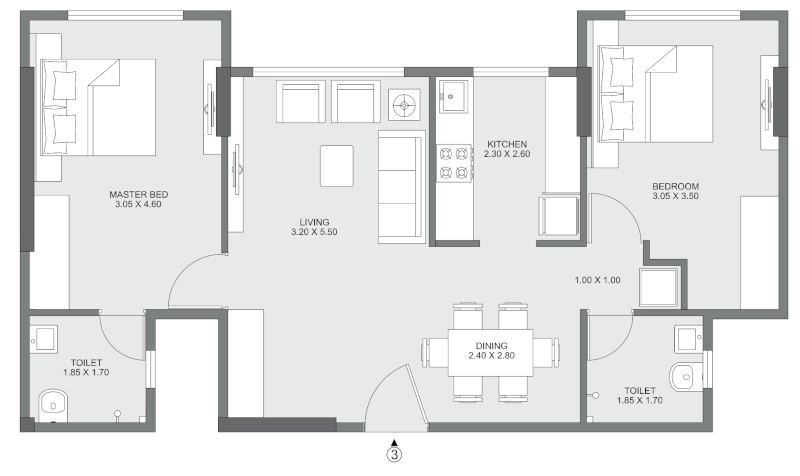 MASTER BED
3.05 X 4.60
LIVING
3.20 X 5.50
KITCHEN
2.30 X 2.60
BEDROOM
3.05 X 3.50
1.00 X 1.00
DINING
2.40 X 2.80
TOILET
1.85 X 1.70
TOILET
1.85 X 1.70
3